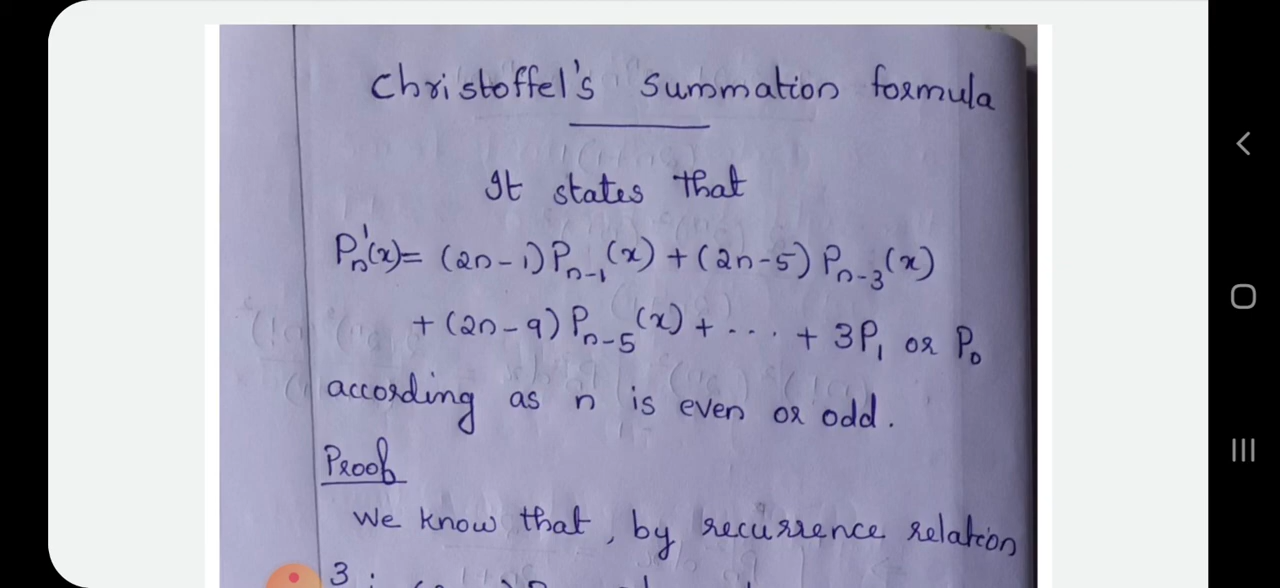 Christoffel's Summation formula
It states that
Pₙ'(x) = (2n-1)Pₙ₋₁(x) + (2n-5) Pₙ₋₃(x)
+ (2n-9) Pₙ₋₅(x) + .... + 3P₁ or P₀
according as n is even or odd.
Proof
We know that, by recurrence relation
3 :